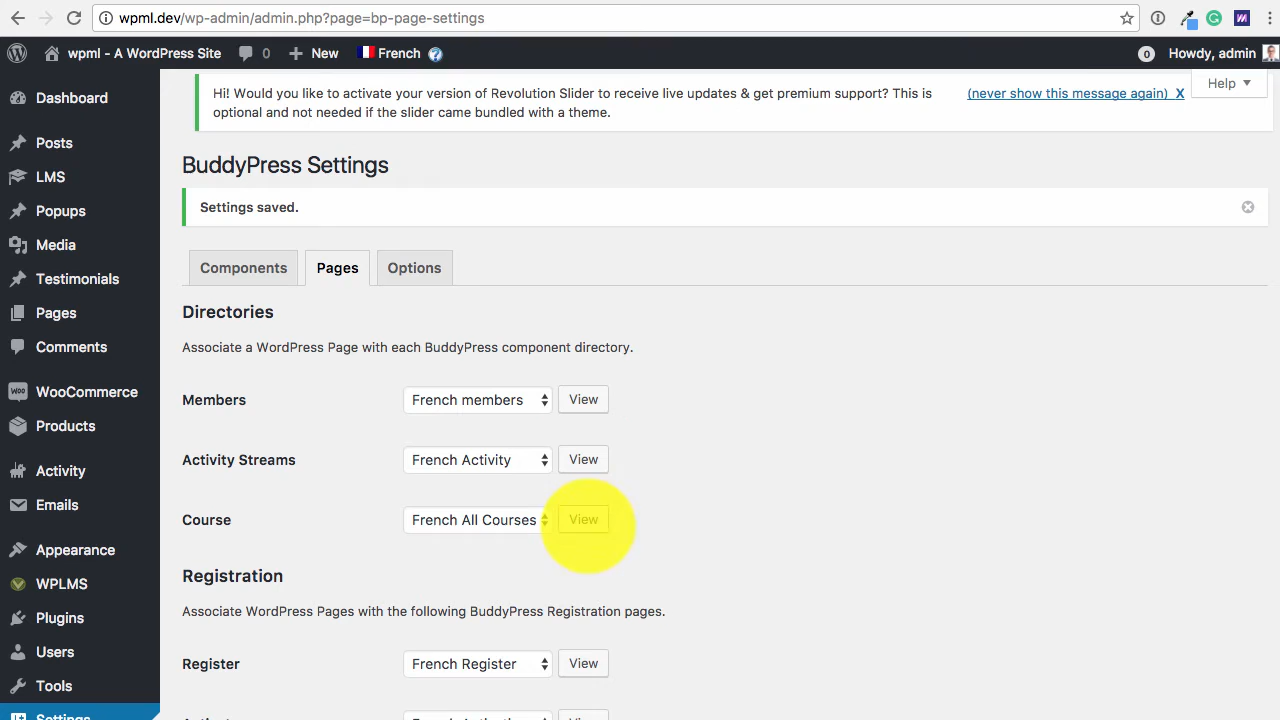 wpml.dev/wp-admin/admin.php?page=bp-page-settings
wpml - A WordPress Site 0 New French ? 0 Howdy, admin
Hi! Would you like to activate your version of Revolution Slider to receive live updates & get premium support? This is optional and not needed if the slider came bundled with a theme.
(never show this message again) X
Help
Dashboard
Posts
LMS
Popups
Media
Testimonials
Pages
Comments
WooCommerce
Products
Activity
Emails
Appearance
WPLMS
Plugins
Users
Tools
Settings
BuddyPress Settings
Settings saved.
Components Pages Options
Directories
Associate a WordPress Page with each BuddyPress component directory.
Members French members View
Activity Streams French Activity View
Course French All Courses View
Registration
Associate WordPress Pages with the following BuddyPress Registration pages.
Register French Register View